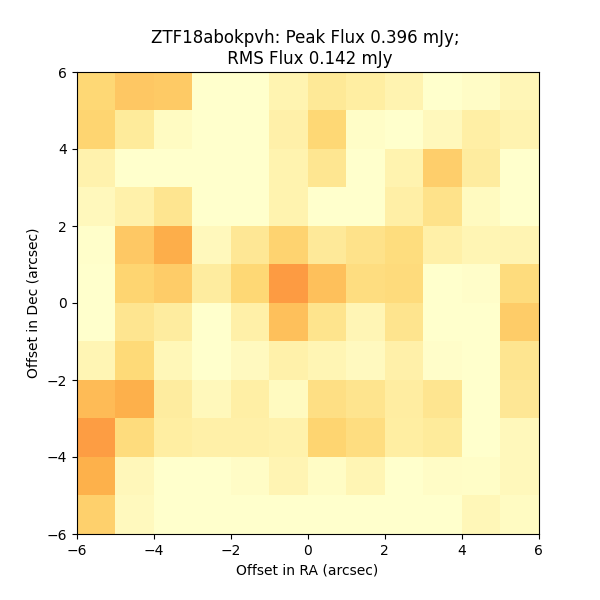 ZTF18abokpvh: Peak Flux 0.396 mJy;
RMS Flux 0.142 mJy
6
4
2
0
−2
−4
−6
Offset in Dec (arcsec)
−6 −4 −2 0 2 4 6
Offset in RA (arcsec)